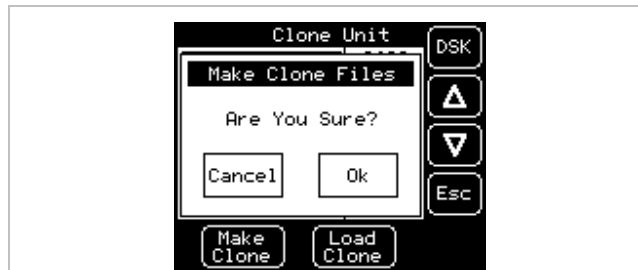 Clone Unit
DSK
Make Clone Files
Are You Sure?
Cancel
Ok
Esc
Make
Clone
Load
Clone